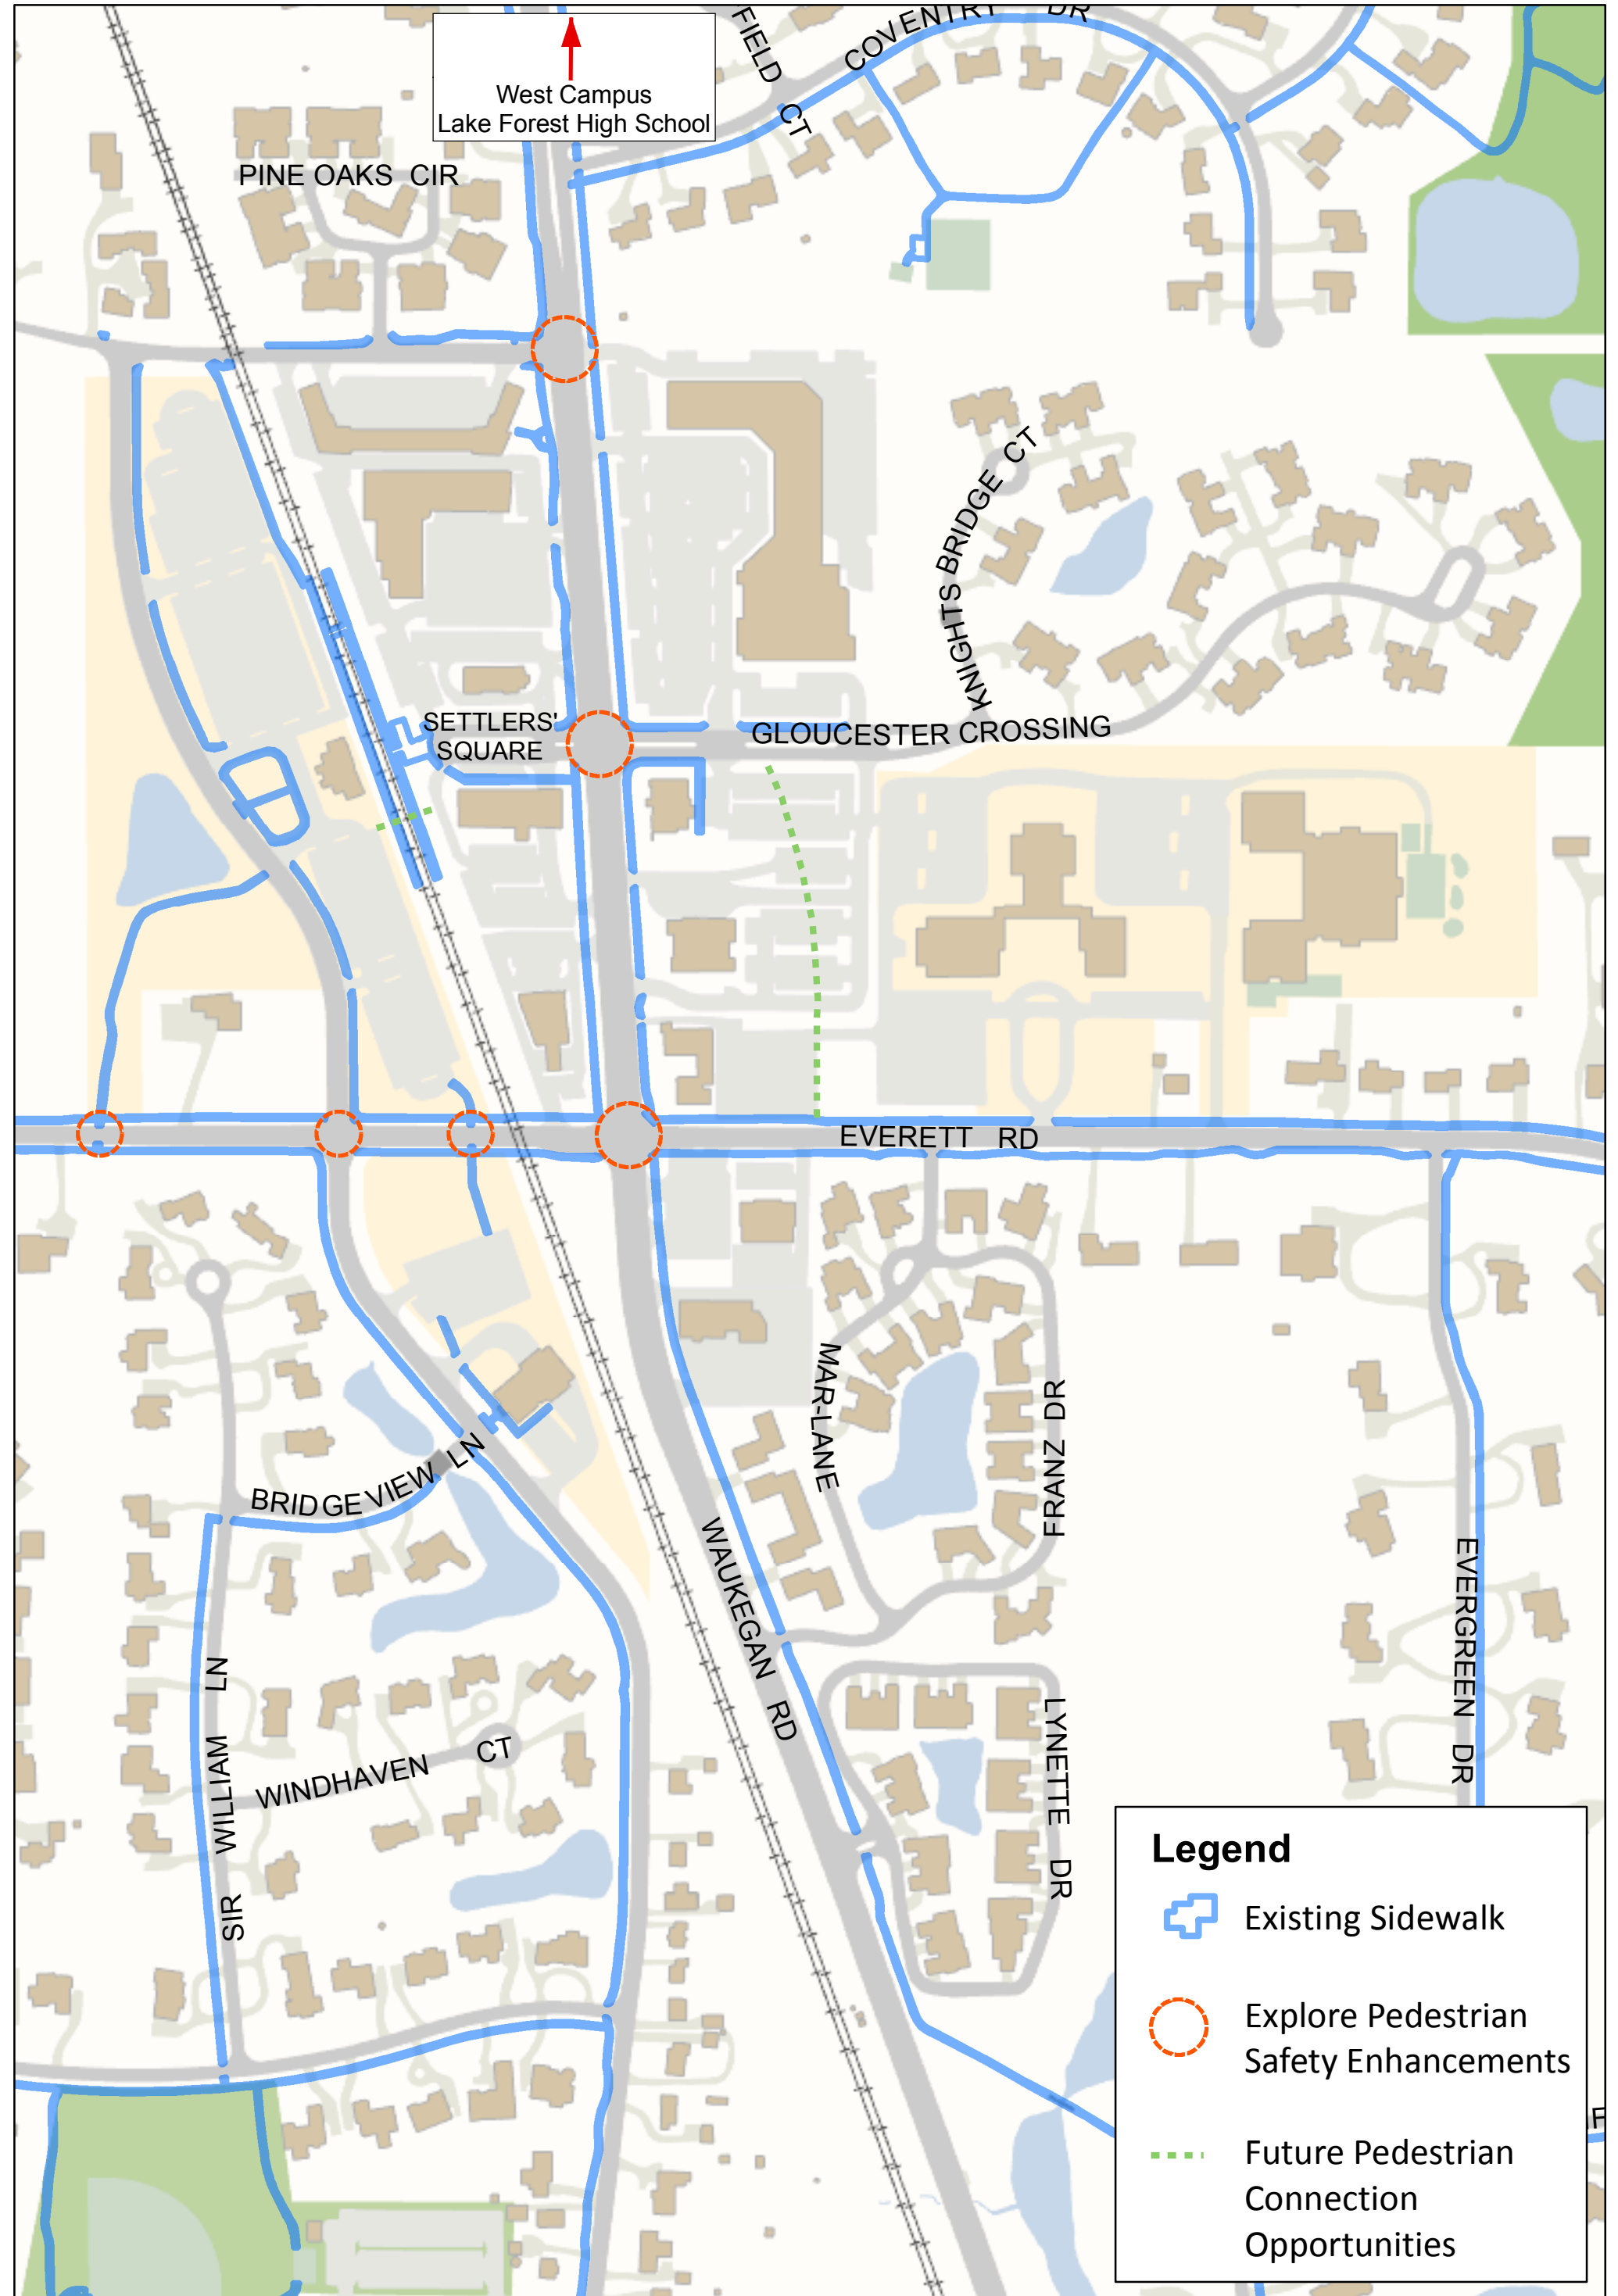 FIELD CT
COVENTRY DR
West Campus
Lake Forest High School
PINE OAKS CIR
KNIGHTS BRIDGE CT
SETTLERS'
SQUARE
GLOUCESTER CROSSING
EVERETT RD
MAR-LANE
FRANZ DR
BRIDGEVIEW LN
WAUKEGAN RD
EVERGREEN DR
SIR WILLIAM LN
WINDHAVEN CT
LYNETTE DR
Legend
Existing Sidewalk
Explore Pedestrian
Safety Enhancements
Future Pedestrian
Connection
Opportunities